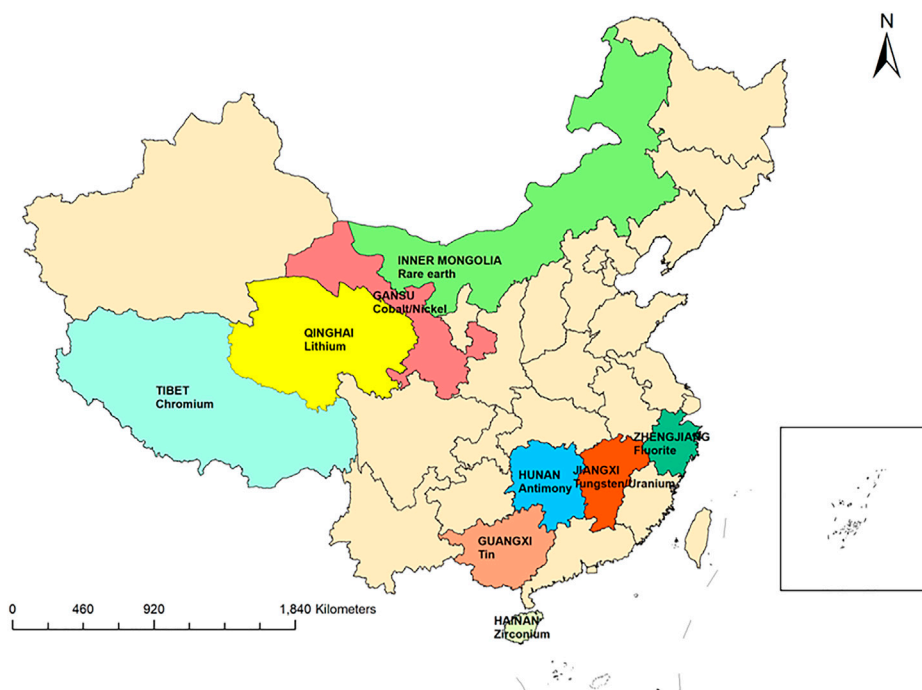 N
INNER MONGOLIA
Rare earth
GANSU
Cobalt/Nickel
QINGHAI
Lithium
TIBET
Chromium
ZHENGJIANG
Fluorite
HUNAN
Antimony
JIANGXI
Tungsten/Uranium
GUANGXI
Tin
0 460 920 1,840 Kilometers
HAINAN
Zirconium